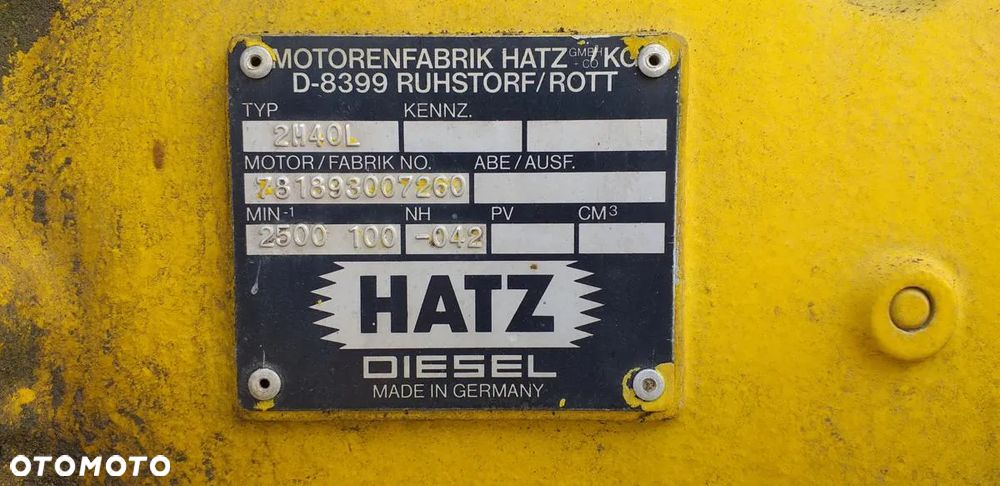 MOTORENFABRIK HATZ GMBH + CO KG
D-8399 RUHSTORF/ROTT
TYP KENNZ.
2M40L
MOTOR/FABRIK NO. ABE/AUSF.
781893007260
MIN-1 NH PV CM3
2500 100 -042
HATZ
DIESEL
MADE IN GERMANY
OTOMOTO